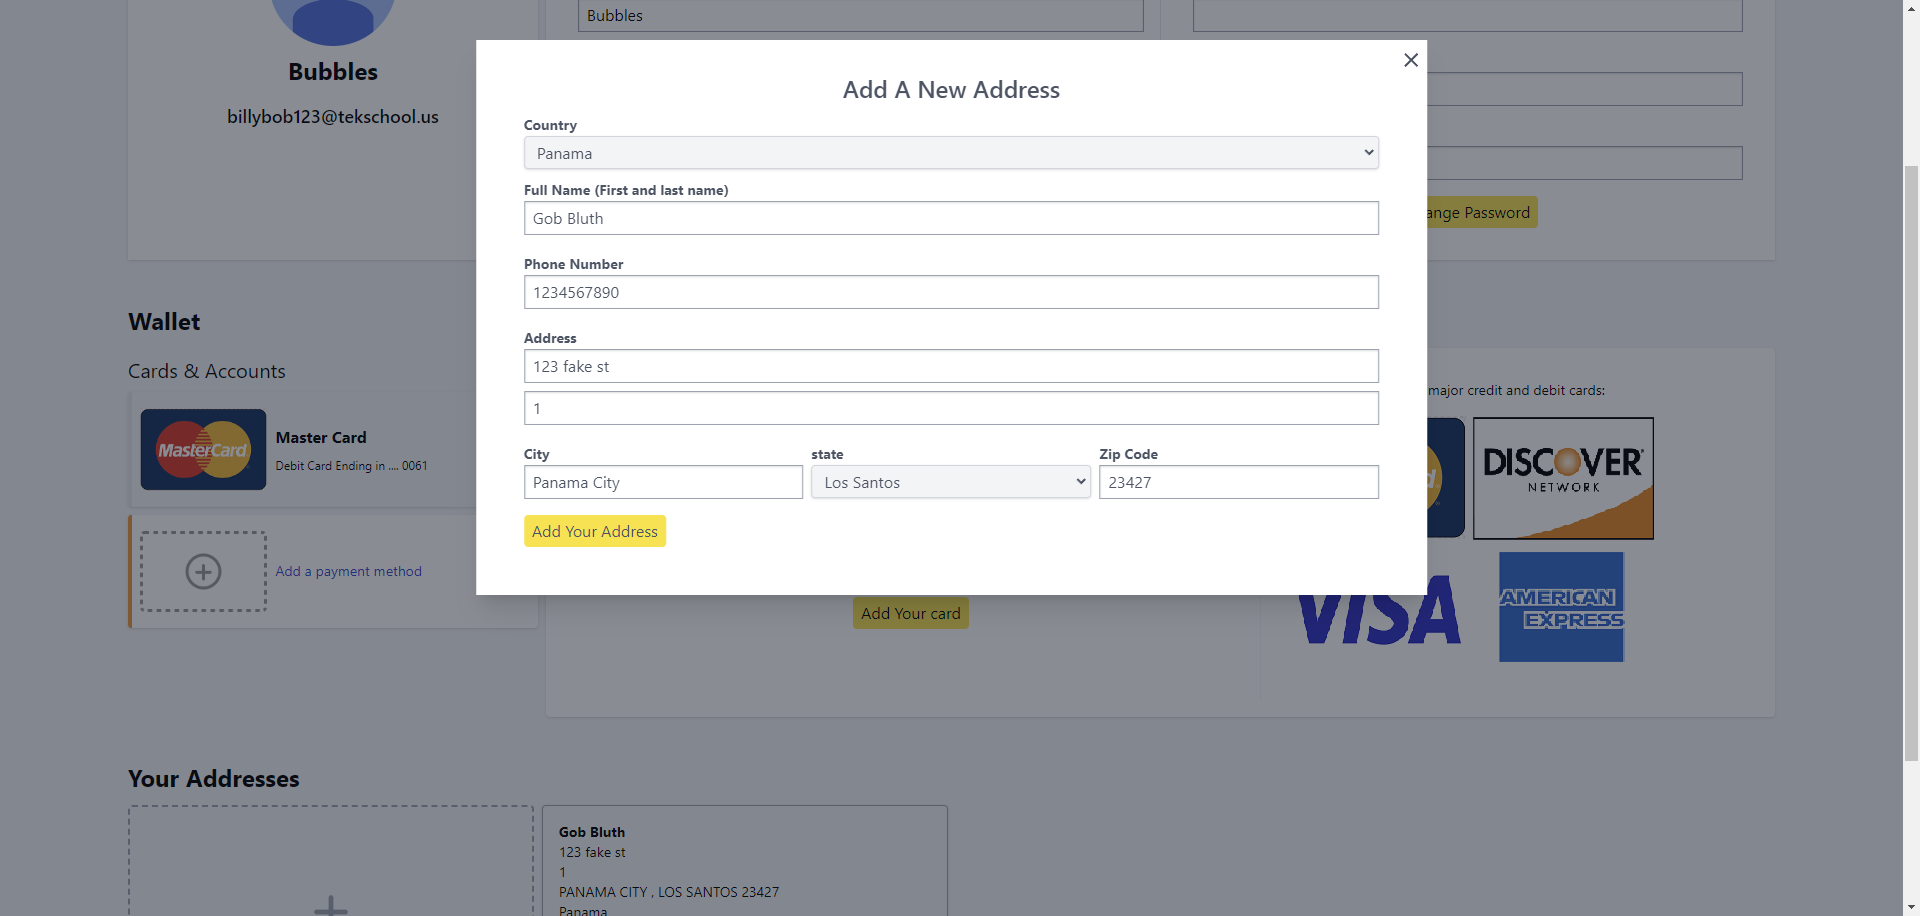 Bubbles
Bubbles
billybob123@tekschool.us
Add A New Address
Country
Panama
Full Name (First and last name)
Gob Bluth
Phone Number
1234567890
Address
123 fake st
1
City
state
Zip Code
Panama City
Los Santos
23427
Add Your Address
ange Password
Wallet
Cards & Accounts
MasterCard
Master Card
Debit Card Ending in .... 0061
Add a payment method
major credit and debit cards:
d
DISCOVER
NETWORK
VISA
AMERICAN
EXPRESS
Add Your card
Your Addresses
Gob Bluth
123 fake st
1
PANAMA CITY , LOS SANTOS 23427
Panama